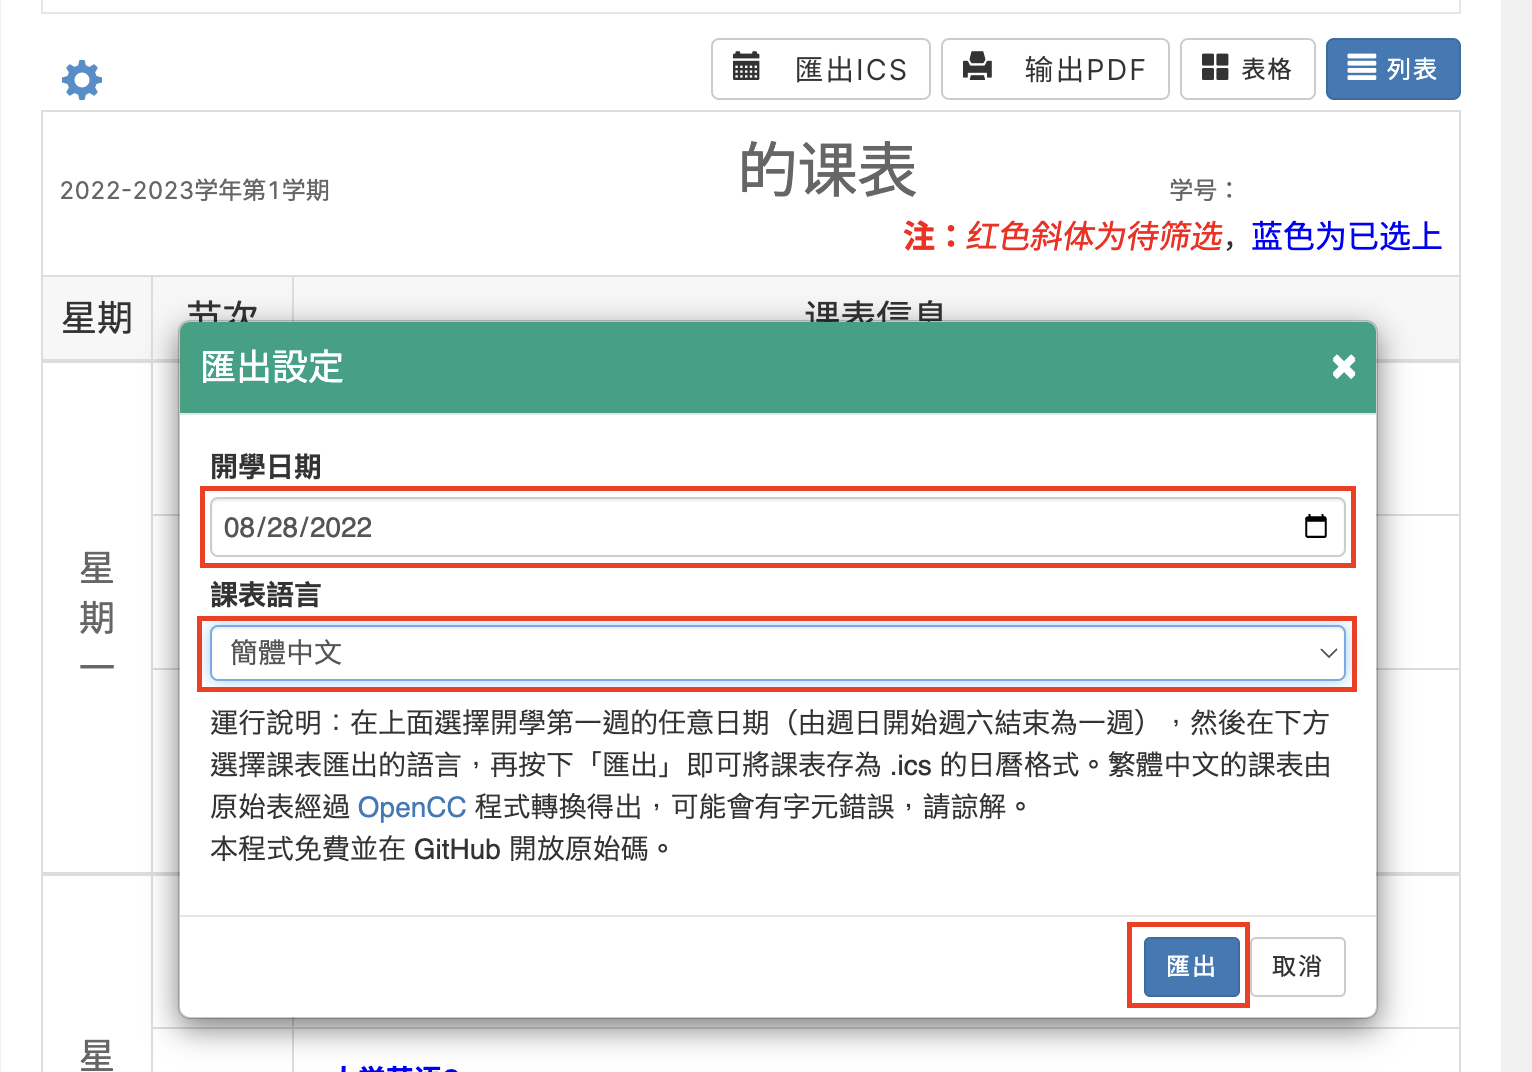 匯出ICS
输出PDF
表格
列表
的课表
2022-2023学年第1学期
学号：
注：红色斜体为待筛选，蓝色为已选上
星期
节次
课表信息
匯出設定
開學日期
08/28/2022
課表語言
簡體中文
運行說明：在上面選擇開學第一週的任意日期（由週日開始週六結束為一週），然後在下方
選擇課表匯出的語言，再按下「匯出」即可將課表存為 .ics 的日曆格式。繁體中文的課表由
原始表經過 OpenCC 程式轉換得出，可能會有字元錯誤，請諒解。
本程式免費並在 GitHub 開放原始碼。
匯出
取消
星
期
一
星